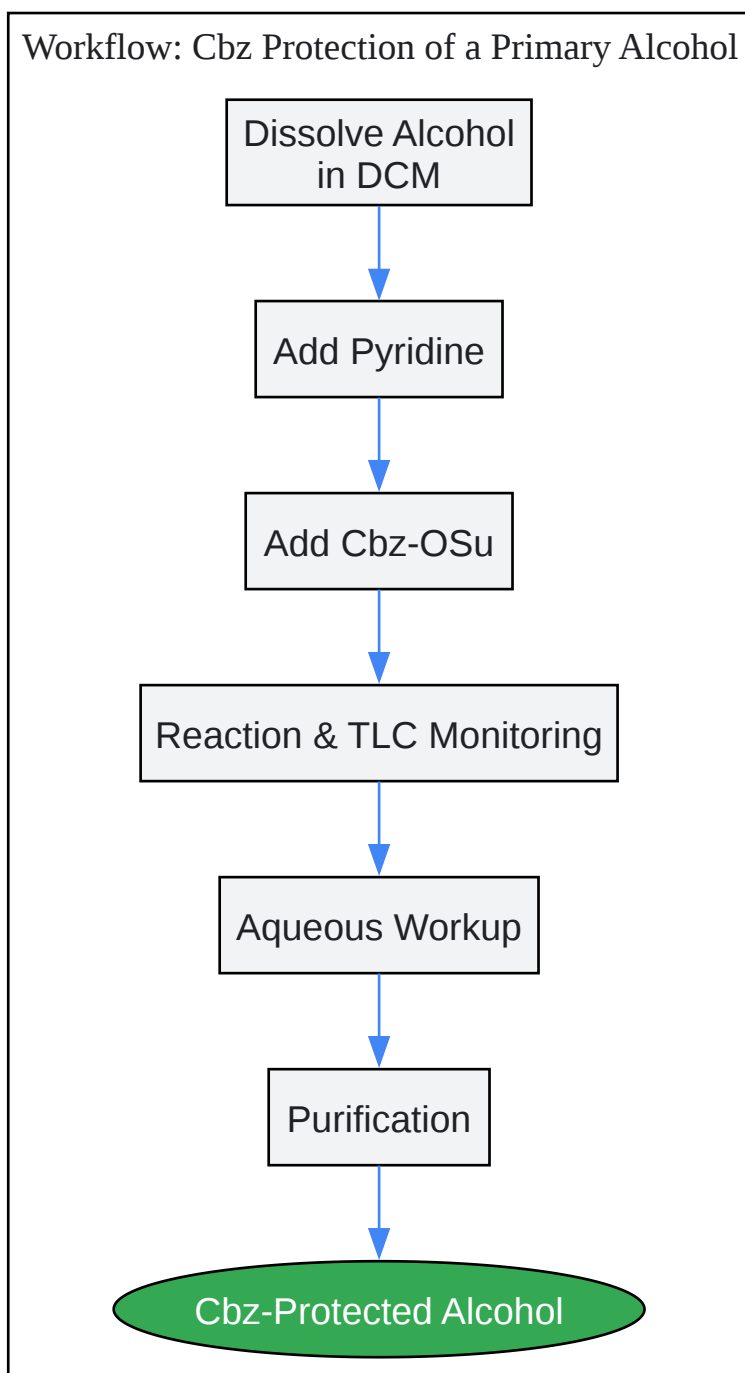 Workflow: Cbz Protection of a Primary Alcohol
Dissolve Alcohol
in DCM
Add Pyridine
Add Cbz-OSu
Reaction & TLC Monitoring
Aqueous Workup
Purification
Cbz-Protected Alcohol